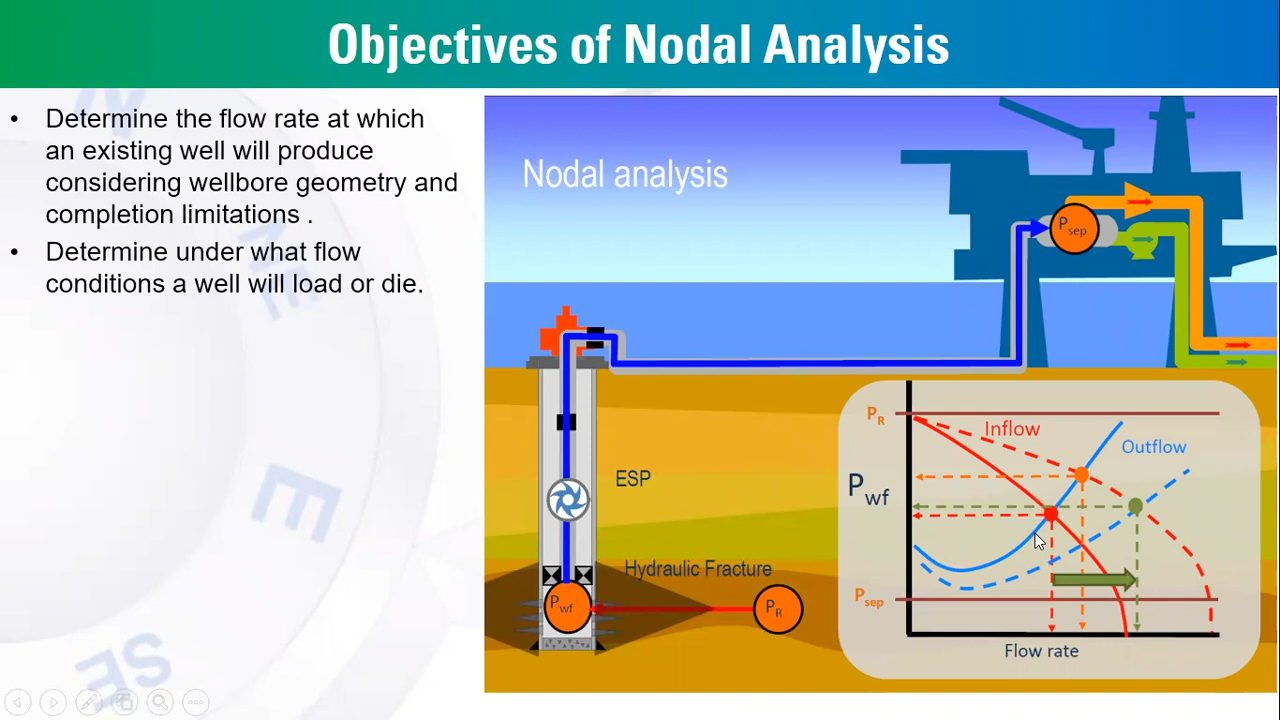 Objectives of Nodal Analysis
• Determine the flow rate at which
an existing well will produce
considering wellbore geometry and
completion limitations .
• Determine under what flow
conditions a well will load or die.
N
NE
E
SE
Nodal analysis
Psep
ESP
Hydraulic Fracture
Pwf
PR
PR
Inflow
Outflow
Pwf
Psep
Flow rate